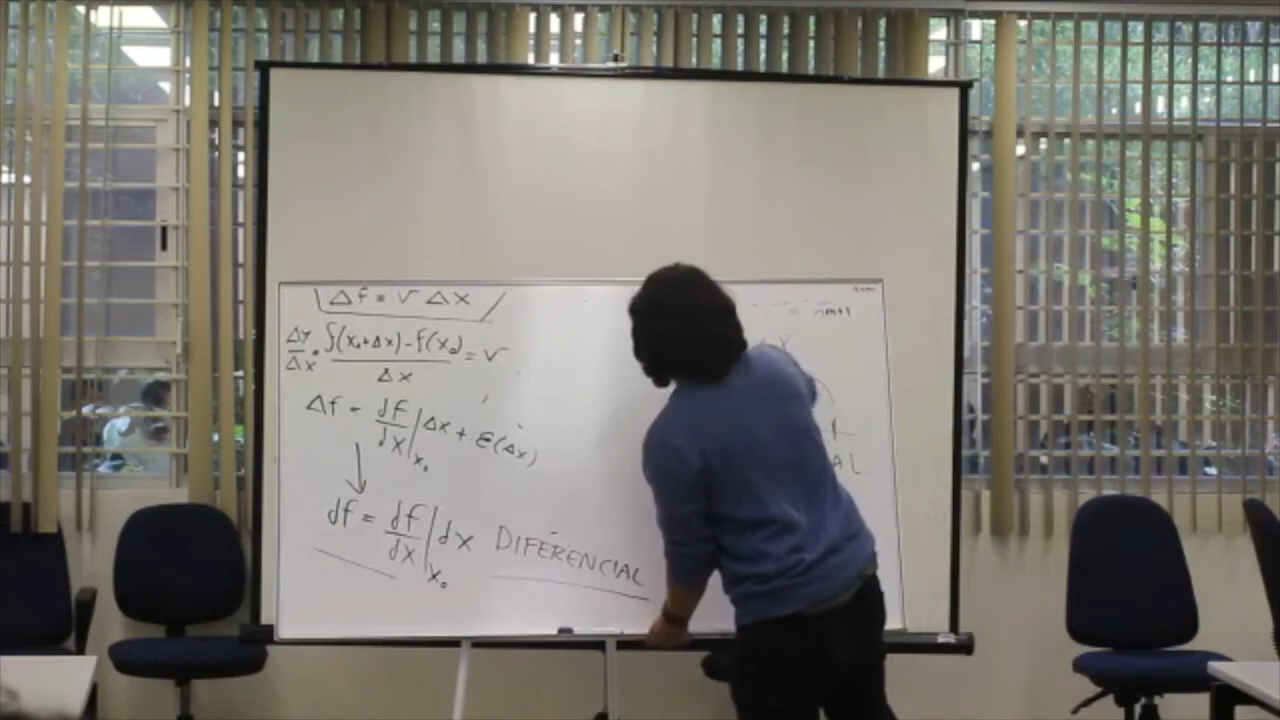 Δf = v Δx
Δy/Δx = (f(x₀+Δx) - f(x₀))/Δx = v
Δf = df/dx|x₀ Δx + ε(Δx)
↓
df = df/dx|x₀ dx DIFERENCIAL
AL